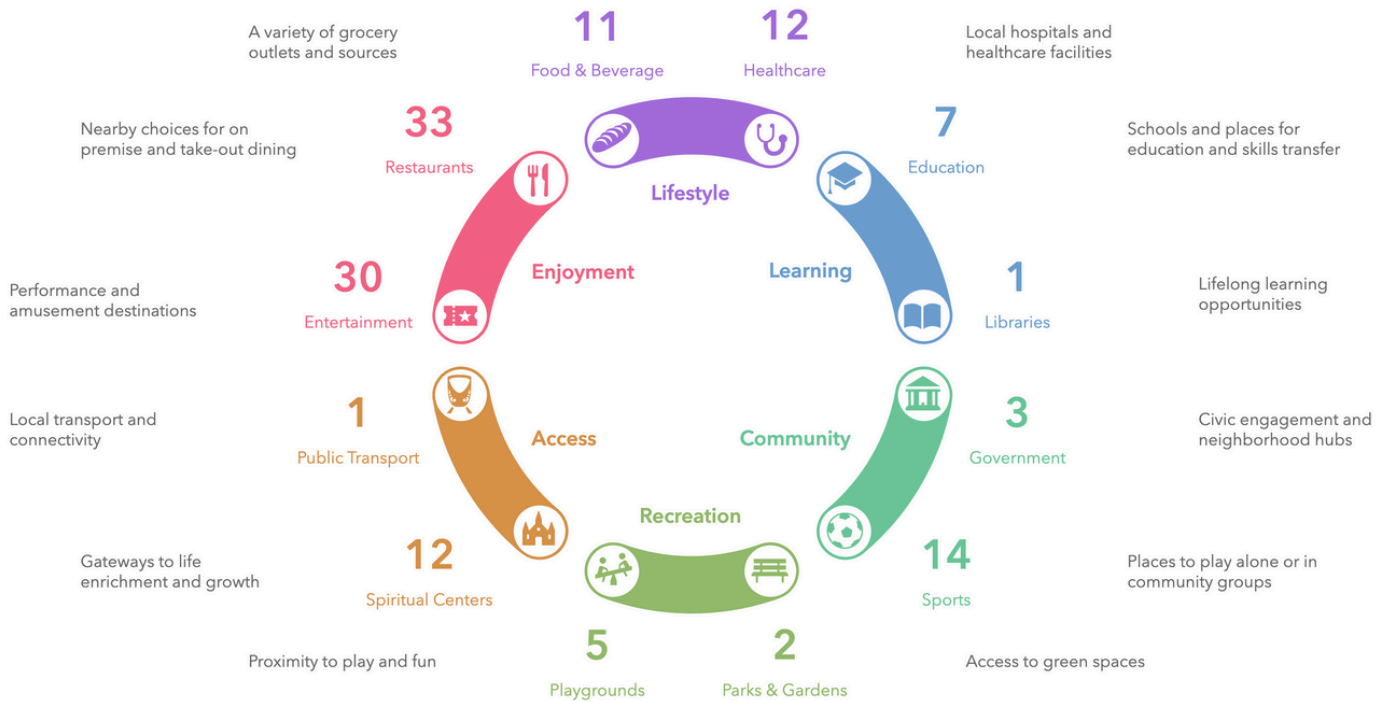 11
Food & Beverage
A variety of grocery
outlets and sources
12
Healthcare
Local hospitals and
healthcare facilities
33
Restaurants
Nearby choices for on
premise and take-out dining
7
Education
Schools and places for
education and skills transfer
Lifestyle
Enjoyment
Learning
30
Entertainment
Performance and
amusement destinations
1
Libraries
Lifelong learning
opportunities
1
Public Transport
Local transport and
connectivity
Access
Community
3
Government
Civic engagement and
neighborhood hubs
Recreation
12
Spiritual Centers
Gateways to life
enrichment and growth
14
Sports
Places to play alone or in
community groups
5
Playgrounds
Proximity to play and fun
2
Parks & Gardens
Access to green spaces